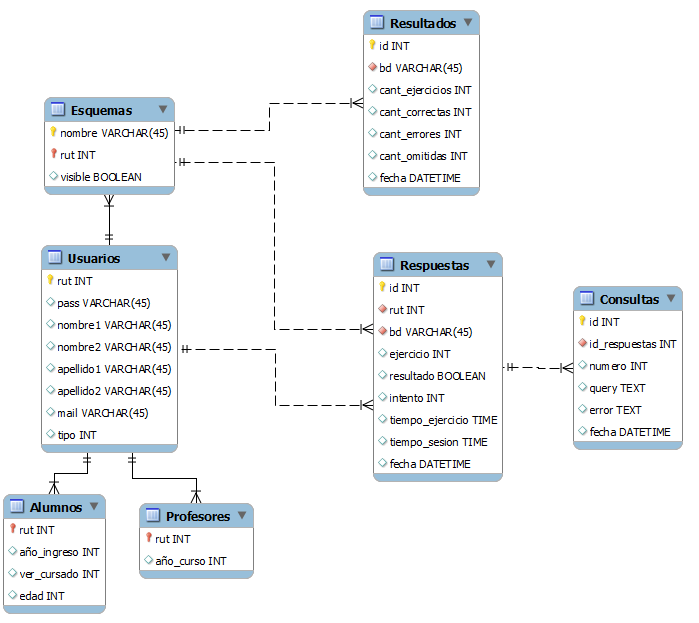 Resultados
id INT
bd VARCHAR(45)
cant_ejercicios INT
cant_correctas INT
cant_errores INT
cant_omitidas INT
fecha DATETIME
Esquemas
nombre VARCHAR(45)
rut INT
visible BOOLEAN
Usuarios
rut INT
pass VARCHAR(45)
nombre1 VARCHAR(45)
nombre2 VARCHAR(45)
apellido1 VARCHAR(45)
apellido2 VARCHAR(45)
mail VARCHAR(45)
tipo INT
Respuestas
id INT
rut INT
bd VARCHAR(45)
ejercicio INT
resultado BOOLEAN
intento INT
tiempo_ejercicio TIME
tiempo_sesion TIME
fecha DATETIME
Consultas
id INT
id_respuestas INT
numero INT
query TEXT
error TEXT
fecha DATETIME
Alumnos
rut INT
año_ingreso INT
ver_cursado INT
edad INT
Profesores
rut INT
año_curso INT